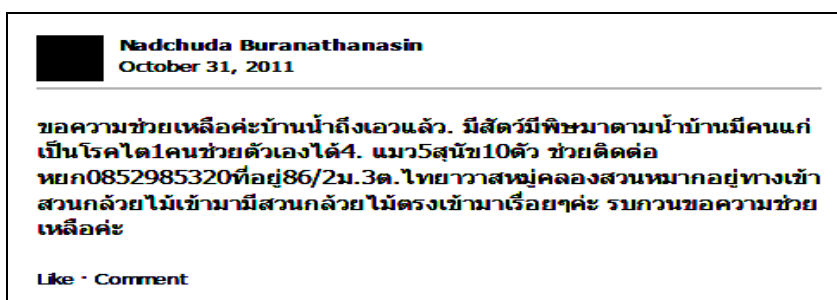 Nadchuda Buranathanasin
October 31, 2011
ขอความช่วยเหลือค่ะบ้านน้ำถึงเอวแล้ว. มีสัตว์มีพิษมาตามน้ำบ้านมีคนแก่
เป็นโรคไต1คนช่วยตัวเองได้4. แมว5สุนัข10ตัว ช่วยติดต่อ
หยก0852985320ที่อยู่86/2ม.3ต.ไทยาวาสหมู่คลองสวนหมากอยู่ทางเข้า
สวนกล้วยไม้เข้ามามีสวนกล้วยไม้ตรงเข้ามาเรื่อยๆค่ะ รบกวนขอความช่วย
เหลือค่ะ
Like · Comment